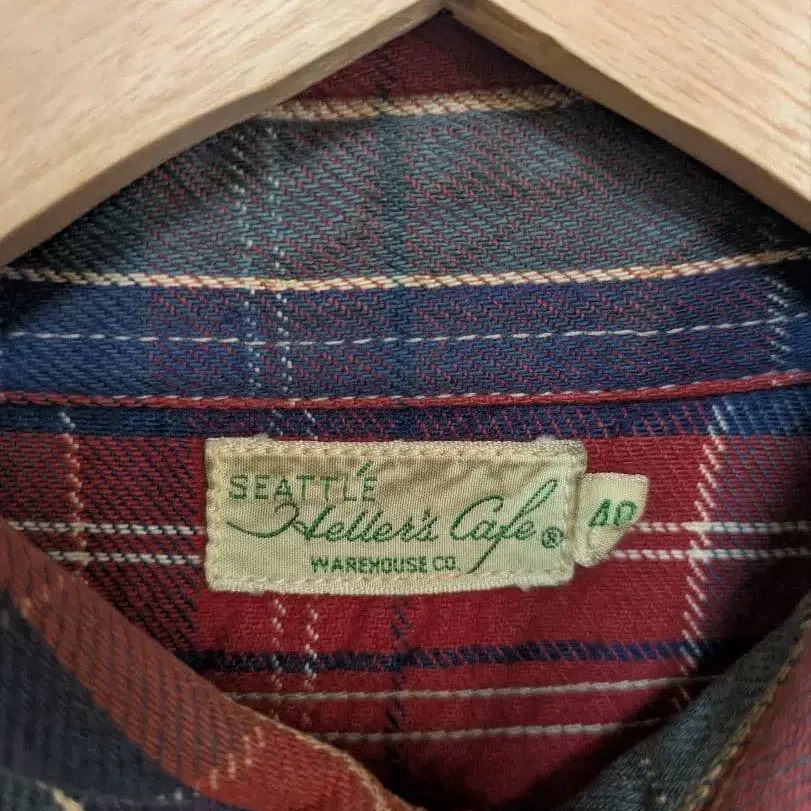 SEATTLE
Heller's Cafe ®
WAREHOUSE CO.
40